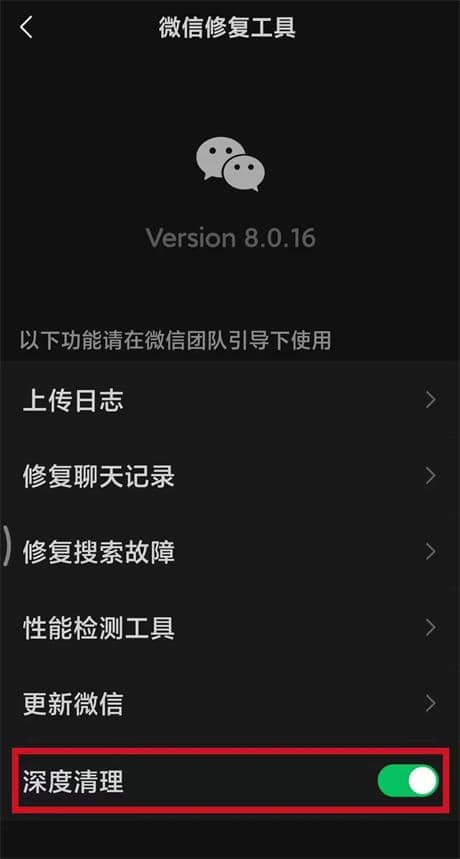 微信修复工具
Version 8.0.16
以下功能请在微信团队引导下使用
上传日志
修复聊天记录
修复搜索故障
性能检测工具
更新微信
深度清理